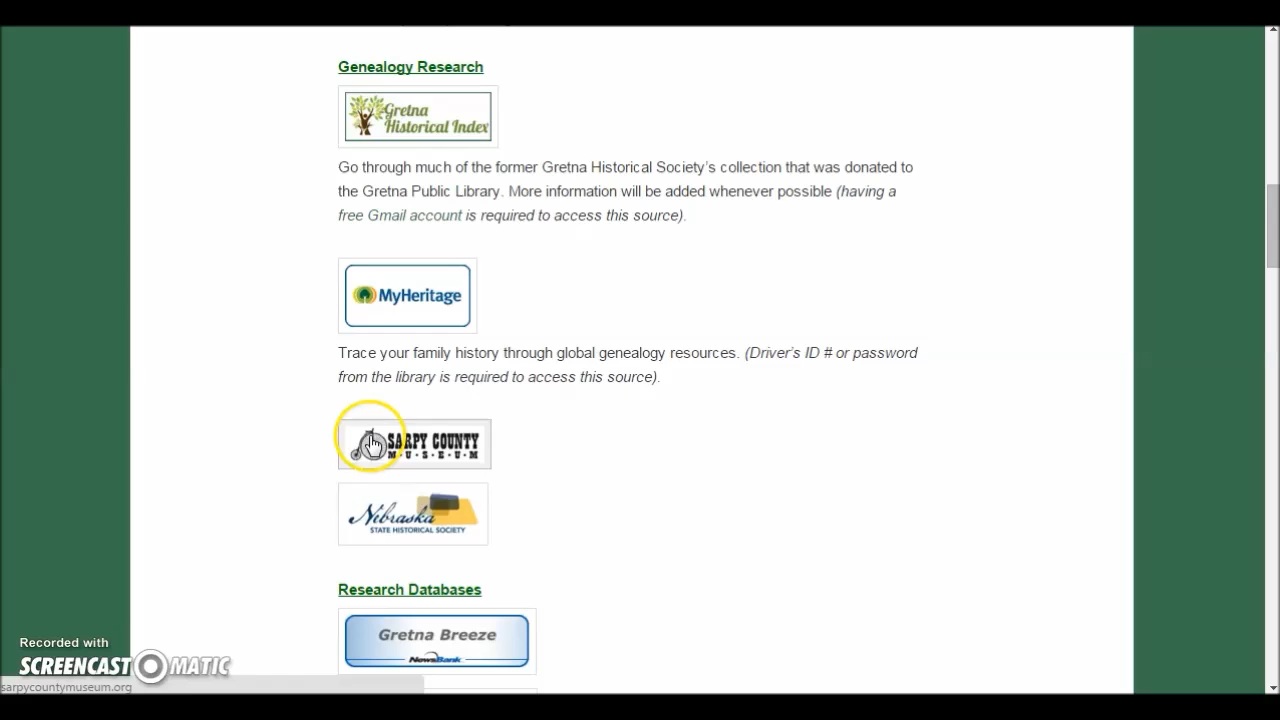 Genealogy Research
Gretna
Historical Index
Go through much of the former Gretna Historical Society's collection that was donated to
the Gretna Public Library. More information will be added whenever possible (having a
free Gmail account is required to access this source).
MyHeritage
Trace your family history through global genealogy resources. (Driver's ID # or password
from the library is required to access this source).
SARPY COUNTY
M·U·S·E·U·M
Nebraska
STATE HISTORICAL SOCIETY
Research Databases
Gretna Breeze
NewsBank
Recorded with
SCREENCAST MATIC
sarpycountymuseum.org